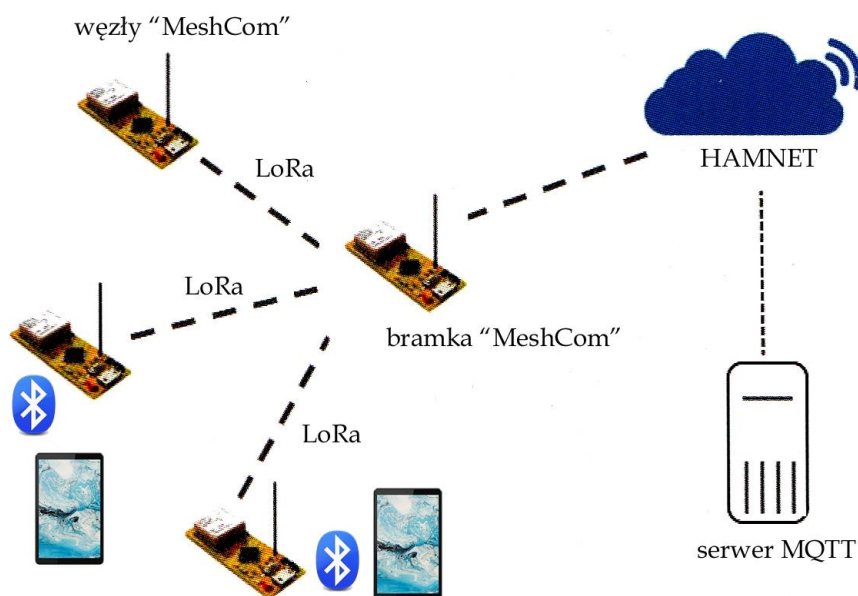 węzły “MeshCom”
LoRa
HAMNET
LoRa
bramka “MeshCom”
LoRa
serwer MQTT